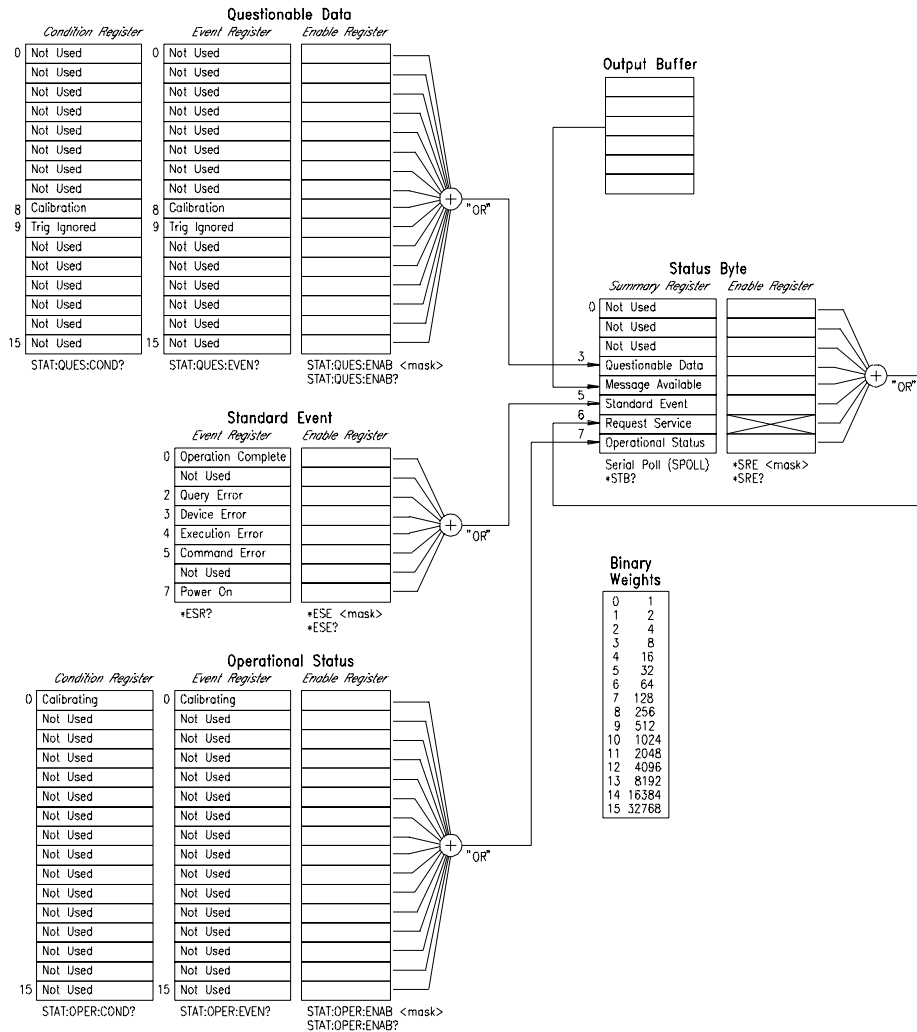 Questionable Data
Condition Register Event Register Enable Register
0 Not Used 0 Not Used
Not Used Not Used
Not Used Not Used
Not Used Not Used
Not Used Not Used
Not Used Not Used
Not Used Not Used
Not Used Not Used
8 Calibration 8 Calibration
9 Trig Ignored 9 Trig Ignored
Not Used Not Used
Not Used Not Used
Not Used Not Used
Not Used Not Used
Not Used Not Used
15 Not Used 15 Not Used
STAT:QUES:COND? STAT:QUES:EVEN? STAT:QUES:ENAB <mask>
STAT:QUES:ENAB?
"OR"
Output Buffer
Status Byte
Summary Register Enable Register
0 Not Used
Not Used
Not Used
3 Questionable Data
Message Available
5 Standard Event
6 Request Service
7 Operational Status
"OR"
Serial Poll (SPOLL) *SRE <mask>
*STB? *SRE?
Standard Event
Event Register Enable Register
0 Operation Complete
Not Used
2 Query Error
3 Device Error
4 Execution Error
5 Command Error
Not Used
7 Power On
*ESR? *ESE <mask>
*ESE?
"OR"
Binary
Weights
0 1
1 2
2 4
3 8
4 16
5 32
6 64
7 128
8 256
9 512
10 1024
11 2048
12 4096
13 8192
14 16384
15 32768
Operational Status
Condition Register Event Register Enable Register
0 Calibrating 0 Calibrating
Not Used Not Used
Not Used Not Used
Not Used Not Used
Not Used Not Used
Not Used Not Used
Not Used Not Used
Not Used Not Used
Not Used Not Used
Not Used Not Used
Not Used Not Used
Not Used Not Used
Not Used Not Used
Not Used Not Used
Not Used Not Used
15 Not Used 15 Not Used
STAT:OPER:COND? STAT:OPER:EVEN? STAT:OPER:ENAB <mask>
STAT:OPER:ENAB?
"OR"